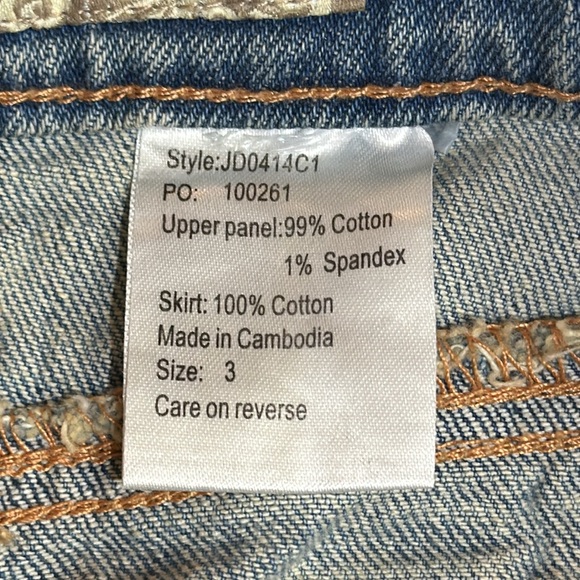 Style:JD0414C1
PO: 100261
Upper panel:99% Cotton
1% Spandex
Skirt: 100% Cotton
Made in Cambodia
Size: 3
Care on reverse